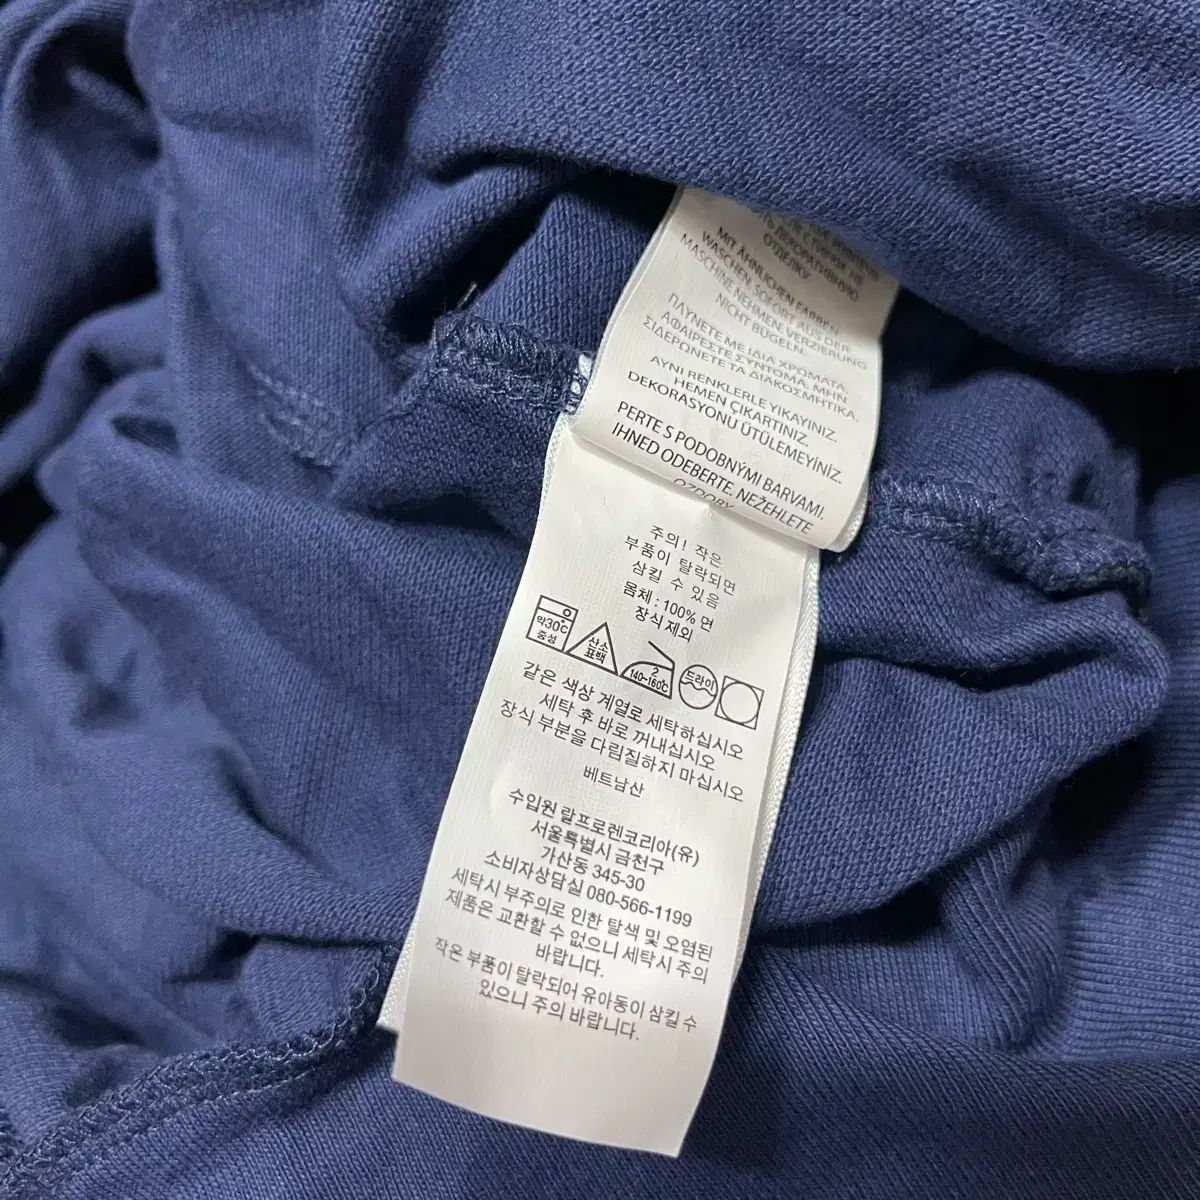 ДЕКОРАТИВНУЮ
ОТДЕЛКУ
MIT ÄHNLICHEN FARBEN
WASCHEN. SOFORT AUS DER
MASCHINE NEHMEN. VERZIERUNG
NICHT BÜGELN.
ΠΛΥΝΕΤΕ ΜΕ ΙΔΙΑ ΧΡΩΜΑΤΑ.
ΑΦΑΙΡΕΣΤΕ ΣΥΝΤΟΜΑ. ΜΗΝ
ΣΙΔΕΡΩΝΕΤΕ ΤΑ ΔΙΑΚΟΣΜΗΤΙΚΑ.
AYNI RENKLERLE YIKAYINIZ.
HEMEN ÇIKARTINIZ.
DEKORASYONU ÜTÜLEMEYİNİZ.
PERTE S PODOBNÝMI BARVAMI.
IHNED ODEBERTE. NEŽEHLETE
OZDOBY
주의! 작은
부품이 탈락되면
삼킬 수 있음
몸체 : 100% 면
장식 제외
약30℃
중성
산소
표백
2
140~160℃
드라이
같은 색상 계열로 세탁하십시오
세탁 후 바로 꺼내십시오
장식 부분을 다림질하지 마십시오
베트남산
수입원 랄프로렌코리아(유)
서울특별시 금천구
가산동 345-30
소비자상담실 080-566-1199
세탁시 부주의로 인한 탈색 및 오염된
제품은 교환할 수 없으니 세탁시 주의
바랍니다.
작은 부품이 탈락되어 유아동이 삼킬 수
있으니 주의 바랍니다.